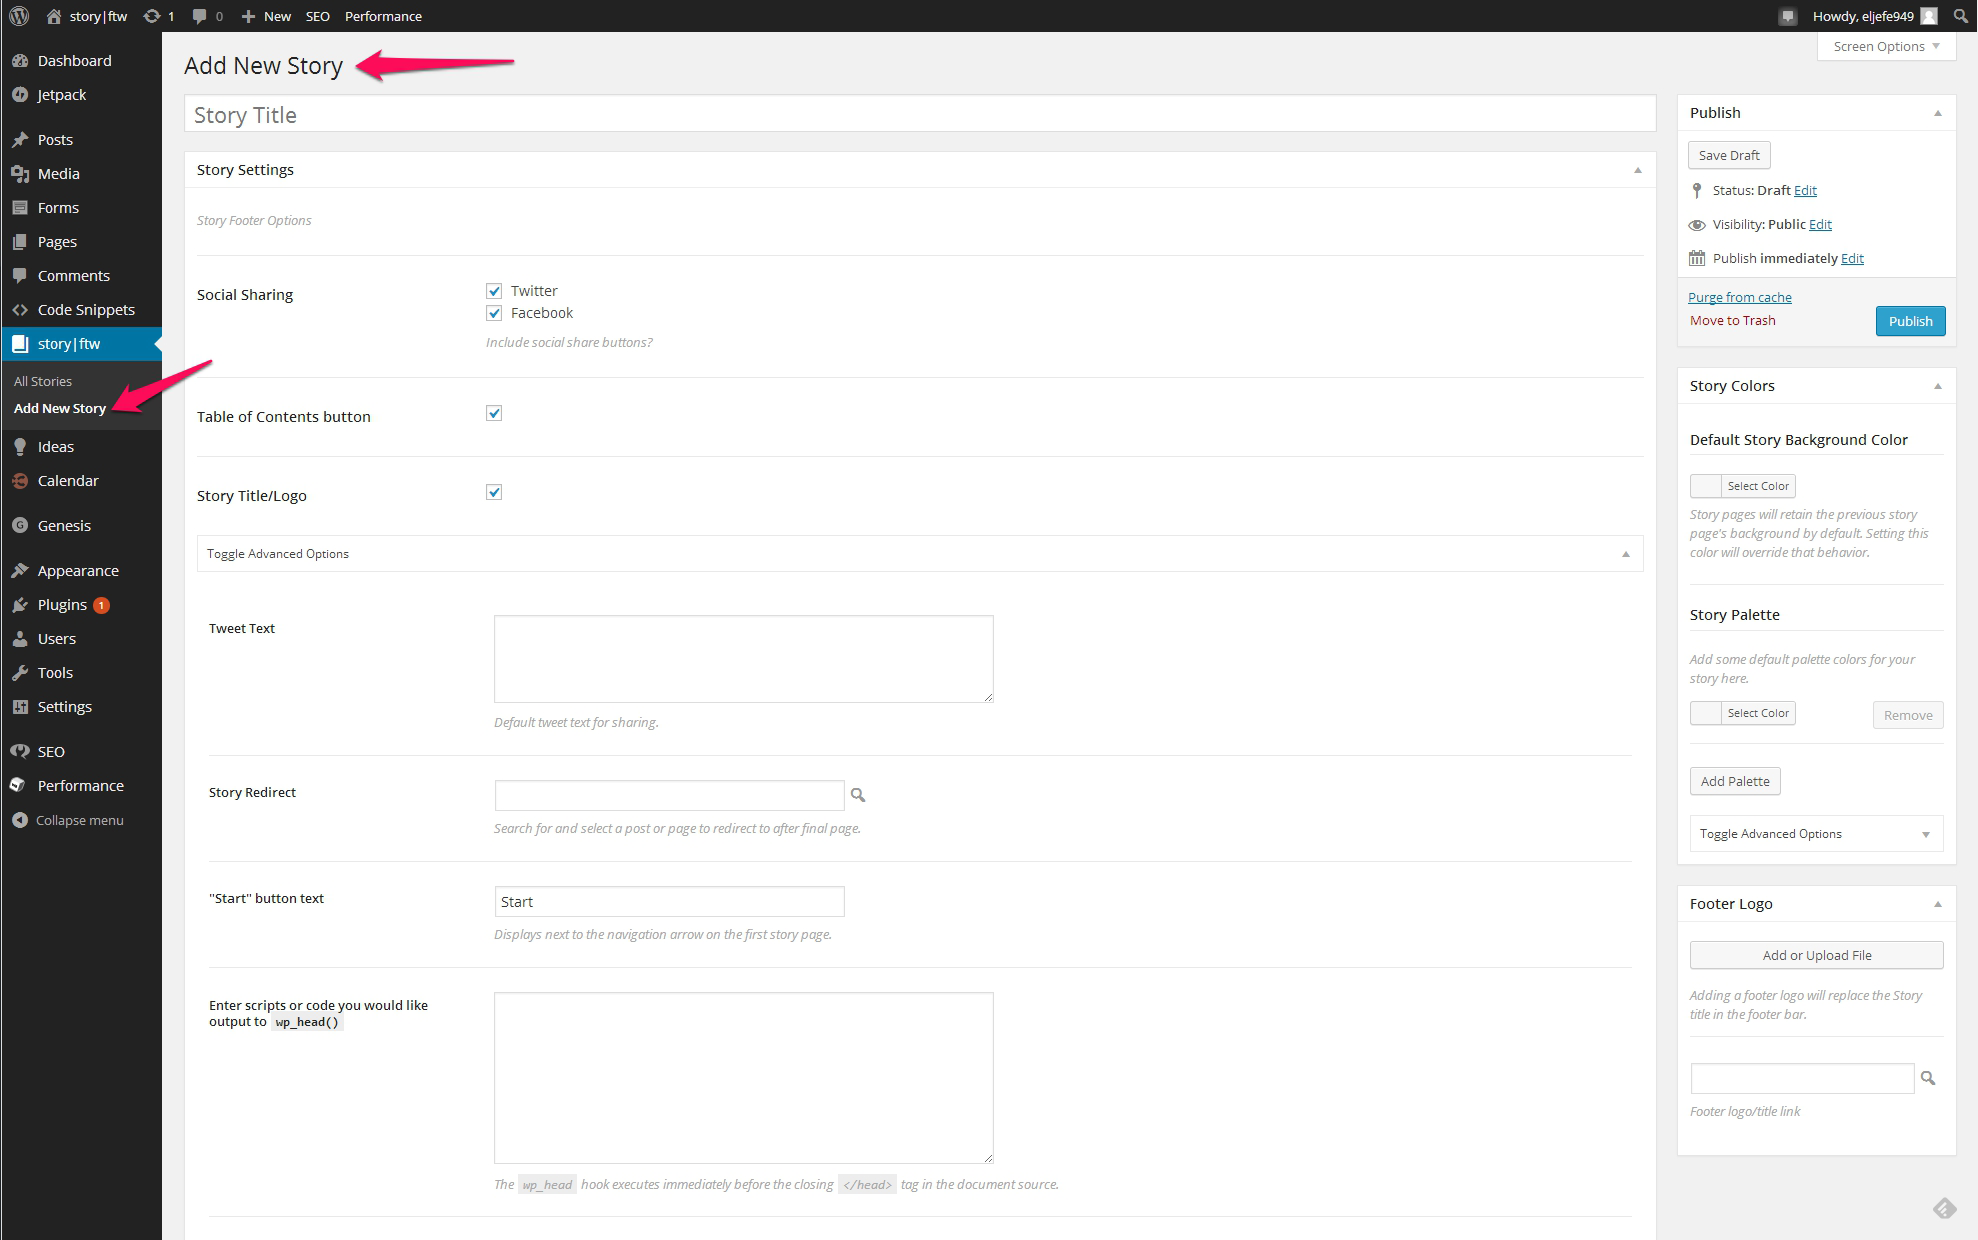 story|ftw 1 0 New SEO Performance Howdy, eljefe949
Screen Options
Dashboard
Jetpack
Posts
Media
Forms
Pages
Comments
Code Snippets
story|ftw
All Stories
Add New Story
Ideas
Calendar
Genesis
Appearance
Plugins 1
Users
Tools
Settings
SEO
Performance
Collapse menu
Add New Story
Story Title
Story Settings
Story Footer Options
Social Sharing
Twitter
Facebook
Include social share buttons?
Table of Contents button
Story Title/Logo
Toggle Advanced Options
Tweet Text
Default tweet text for sharing.
Story Redirect
Search for and select a post or page to redirect to after final page.
"Start" button text
Start
Displays next to the navigation arrow on the first story page.
Enter scripts or code you would like
output to wp_head()
The wp_head hook executes immediately before the closing </head> tag in the document source.
Publish
Save Draft
Status: Draft Edit
Visibility: Public Edit
Publish immediately Edit
Purge from cache
Move to Trash
Publish
Story Colors
Default Story Background Color
Select Color
Story pages will retain the previous story
page's background by default. Setting this
color will override that behavior.
Story Palette
Add some default palette colors for your
story here.
Select Color
Remove
Add Palette
Toggle Advanced Options
Footer Logo
Add or Upload File
Adding a footer logo will replace the Story
title in the footer bar.
Footer logo/title link